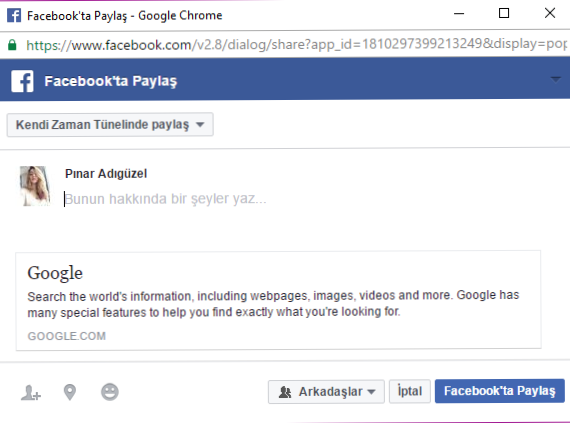 Facebook'ta Paylaş - Google Chrome
https://www.facebook.com/v2.8/dialog/share?app_id=1810297399213249&display=pop
Facebook'ta Paylaş
Kendi Zaman Tünelinde paylaş
Pınar Adıgüzel
Bunun hakkında bir şeyler yaz...
Google
Search the world's information, including webpages, images, videos and more. Google has
many special features to help you find exactly what you're looking for.
GOOGLE.COM
Arkadaşlar İptal Facebook'ta Paylaş